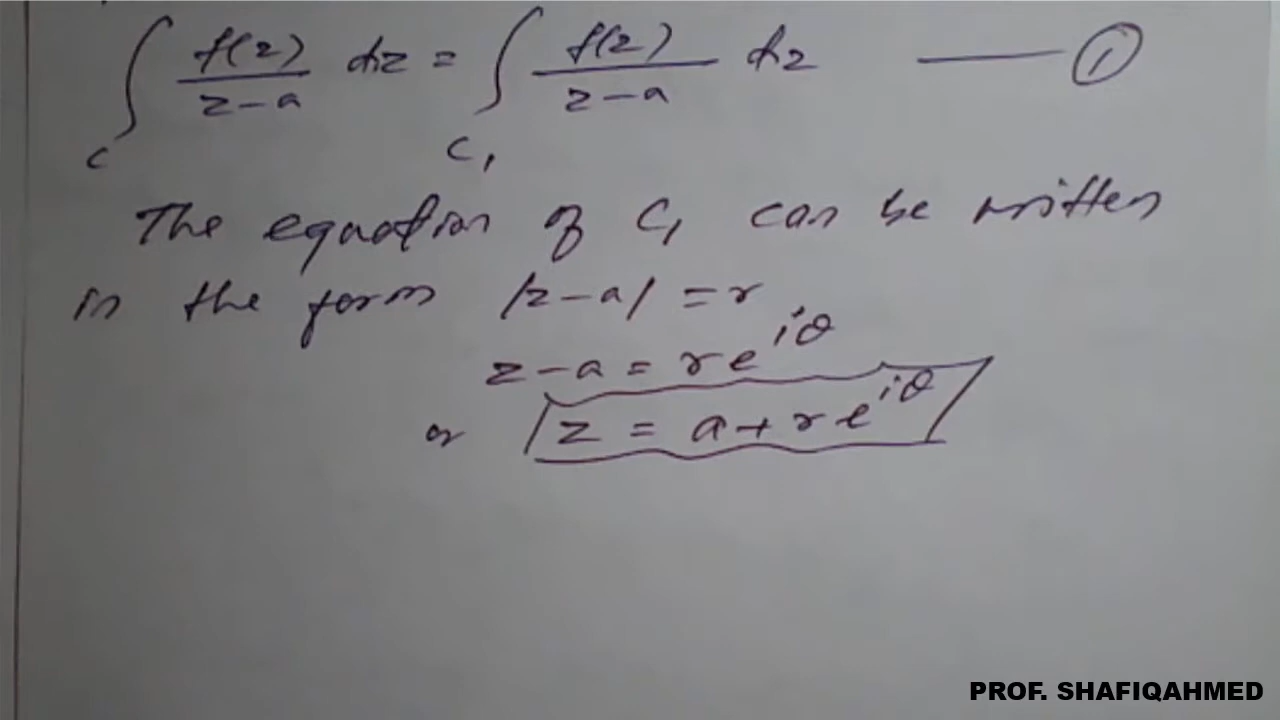 ∫_C f(z)/(z-a) dz = ∫_C₁ f(z)/(z-a) dz —— ①
The equation of C₁ can be written
in the form |z-a| = r
z-a = re^{iθ}
or z = a+re^{iθ}
PROF. SHAFIQAHMED